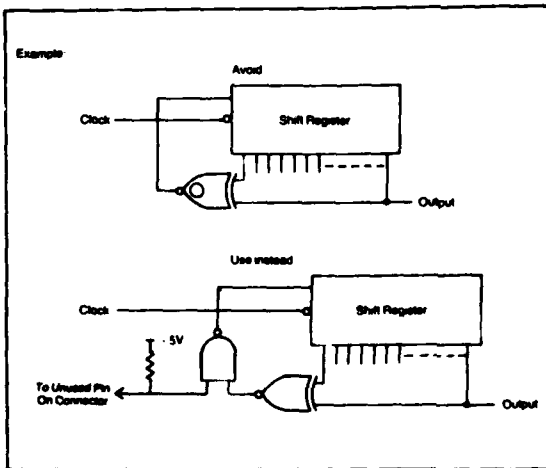 Example
Avoid
Clock
Shift Register
Output
Use instead
Clock
Shift Register
5V
To Unused Pin
On Connector
Output